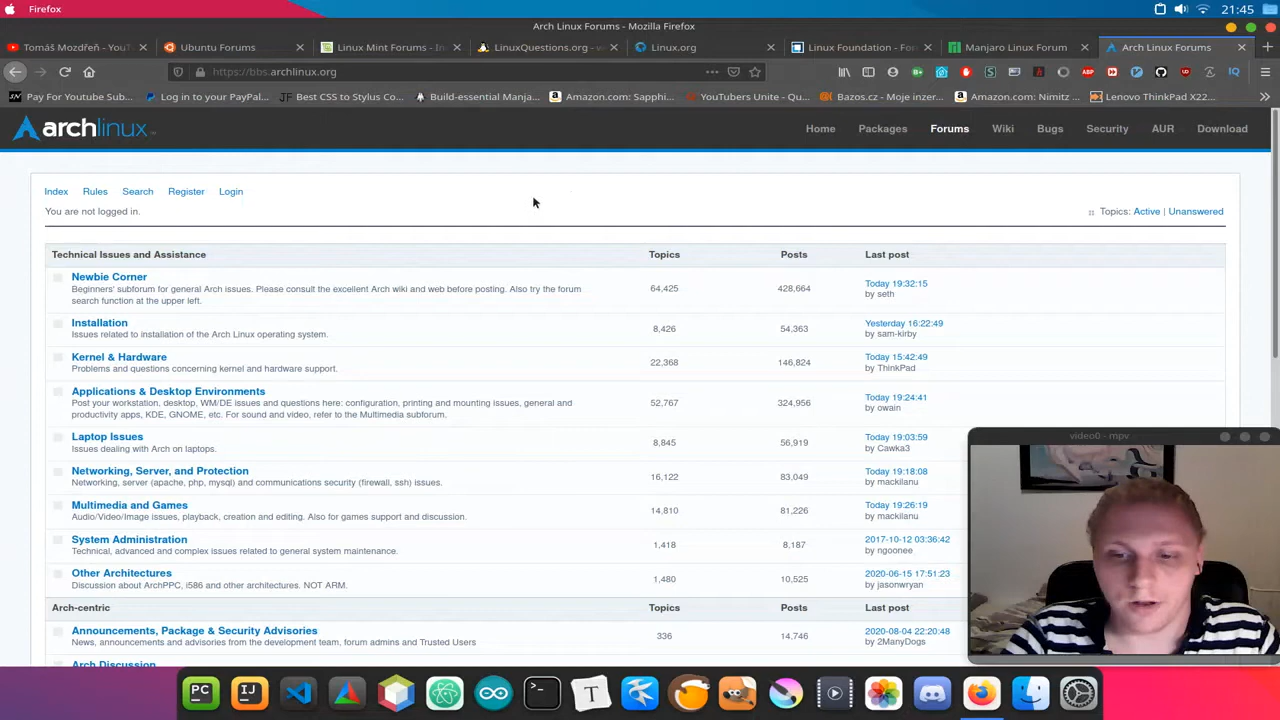 Firefox 21:45
Arch Linux Forums - Mozilla Firefox
Tomáš Mozdřeň - YouT Ubuntu Forums Linux Mint Forums - In LinuxQuestions.org - ve Linux.org Linux Foundation - For Manjaro Linux Forum Arch Linux Forums
https://bbs.archlinux.org
Pay For YouTube Sub... Log in to your PayPal... JF Best CSS to Stylus Co... Build-essential Manja... Amazon.com: Sapphi... YouTubers Unite - Qu... Bazos.cz - Moje inzer... Amazon.com: Nimitz ... Lenovo ThinkPad X22...
archlinux Home Packages Forums Wiki Bugs Security AUR Download
Index Rules Search Register Login
You are not logged in. Topics: Active | Unanswered
Technical Issues and Assistance Topics Posts Last post
Newbie Corner
Beginners' subforum for general Arch issues. Please consult the excellent Arch wiki and web before posting. Also try the forum
search function at the upper left.
64,425 428,664 Today 19:32:15
by seth
Installation
Issues related to installation of the Arch Linux operating system.
8,426 54,363 Yesterday 16:22:49
by sam-kirby
Kernel & Hardware
Problems and questions concerning kernel and hardware support.
22,368 146,824 Today 15:42:49
by ThinkPad
Applications & Desktop Environments
Post your workstation, desktop, WM/DE issues and questions here; configuration, printing and mounting issues, general and
productivity apps, KDE, GNOME, etc. For sound and video, refer to the Multimedia subforum.
52,767 324,956 Today 19:24:41
by owain
Laptop Issues
Issues dealing with Arch on laptops.
8,845 56,919 Today 19:03:59
by Cawka3
Networking, Server, and Protection
Networking, server (apache, php, mysql) and communications security (firewall, ssh) issues.
16,122 83,049 Today 19:18:08
by mackilanu
Multimedia and Games
Audio/Video/Image issues, playback, creation and editing. Also for games support and discussion.
14,810 81,226 Today 19:26:19
by mackilanu
System Administration
Technical, advanced and complex issues related to general system maintenance.
1,418 8,187 2017-10-12 03:36:42
by ngoonee
Other Architectures
Discussion about ArchPPC, i586 and other architectures. NOT ARM.
1,480 10,525 2020-06-15 17:51:23
by jasonwryan
Arch-centric Topics Posts Last post
Announcements, Package & Security Advisories
News, announcements and advisories from the development team, forum admins and Trusted Users
336 14,746 2020-08-04 22:20:48
by 2ManyDogs
Arch Discussion
video0 - mpv
PC IJ >_ T